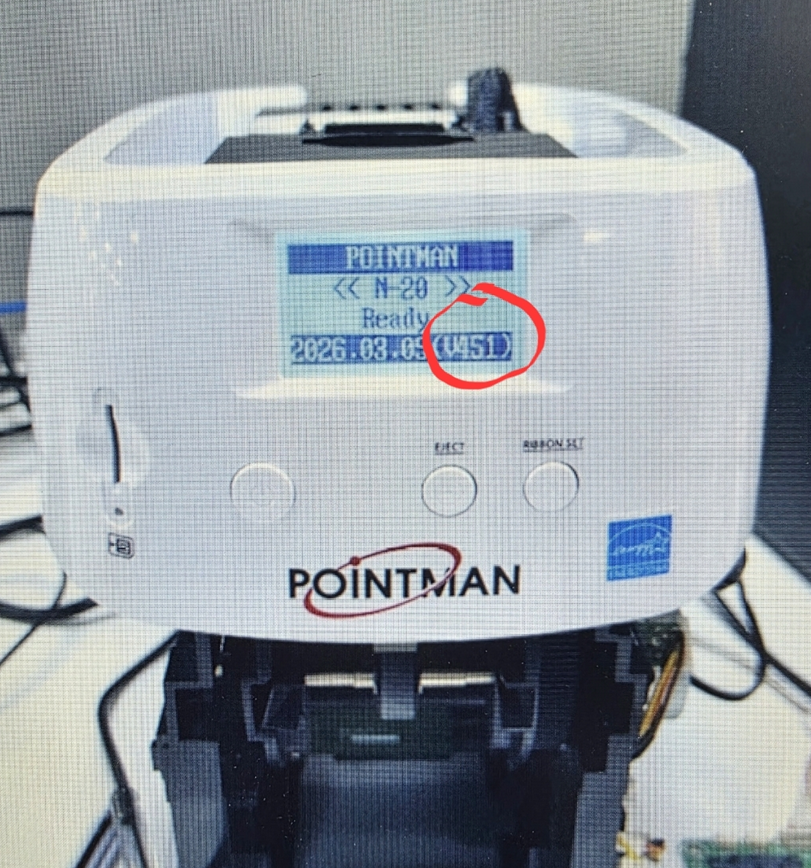 POINTMAN
<< N-20 >>
Ready
2026.03.09(V451)
EJECT
RIBBON SET
POINTMAN